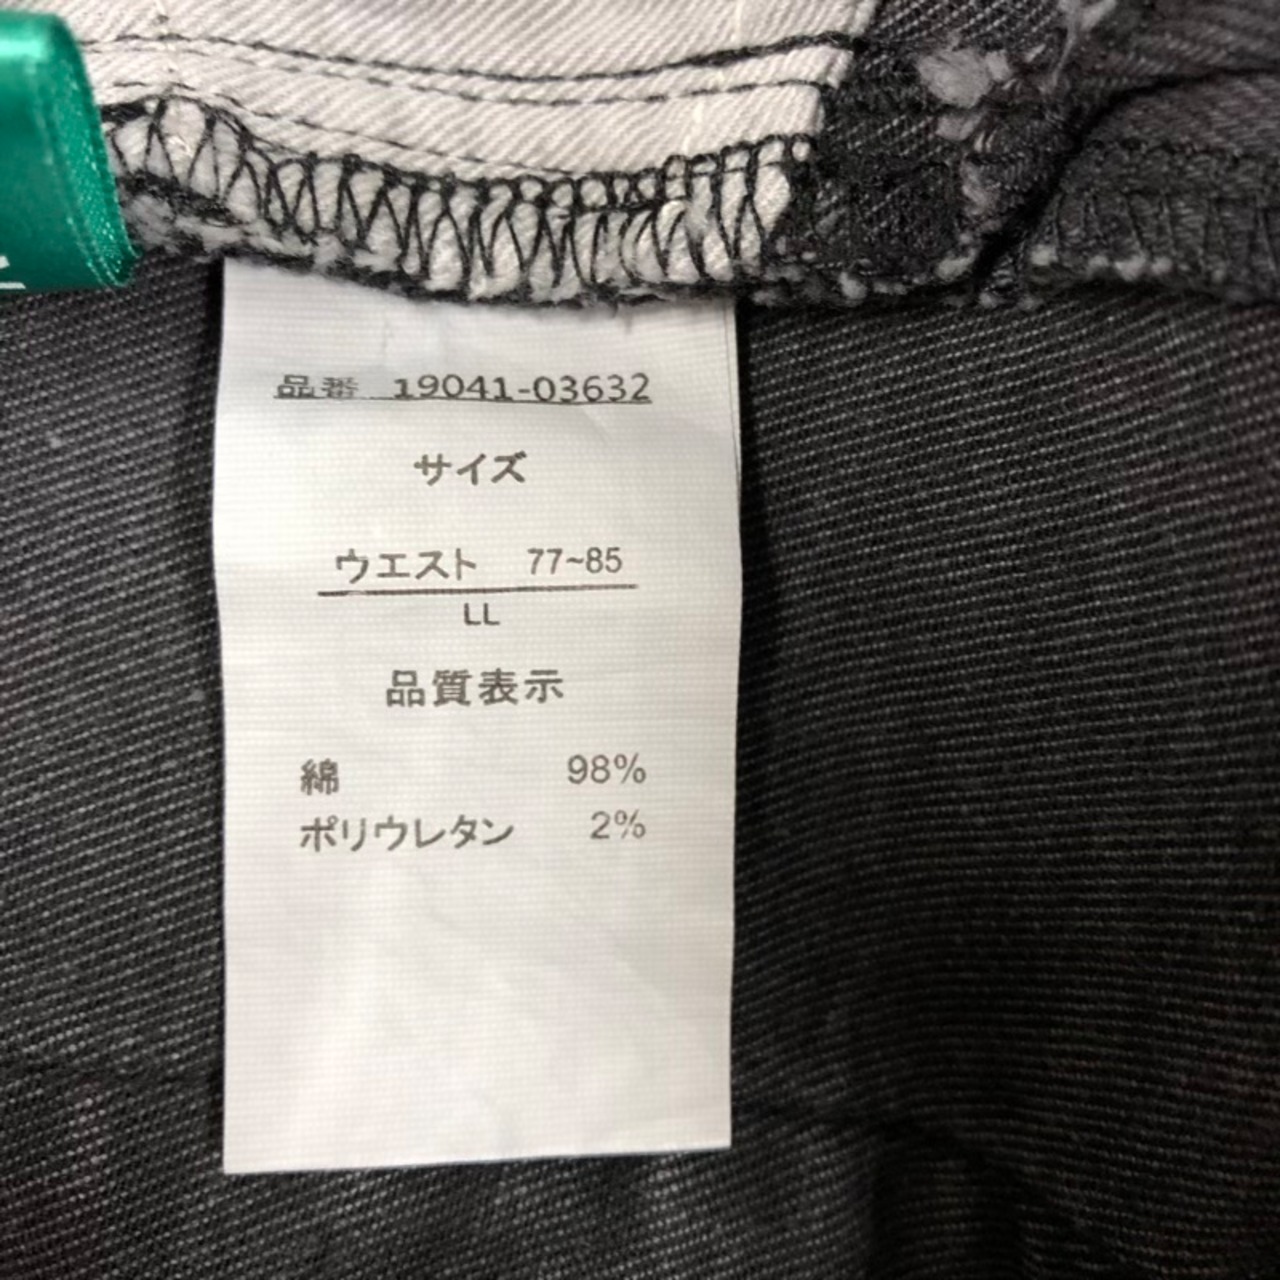 品番 19041-03632
サイズ
ウエスト 77~85
LL
品質表示
綿 98%
ポリウレタン 2%